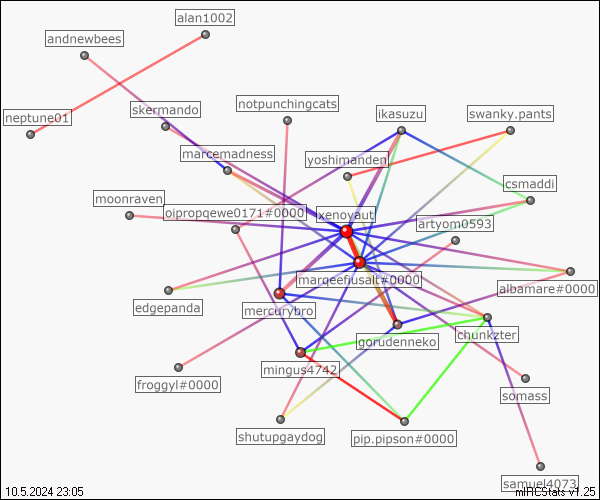 alan1002
andnewbees
notpunchingcats
skermando
ikasuzu
swanky.pants
neptune01
marcemadness
yoshimanden
csmaddi
moonraven
oipropqewe0171#0000
xenoyaut
artyom0593
marqeefiusalt#0000
albamare#0000
edgepanda
mercurybro
chunkzter
gorudenneko
mingus4742
froggyl#0000
somass
shutupgaydog
pip.pipson#0000
samuel4073
10.5.2024 23:05
mIRCStats v1.25